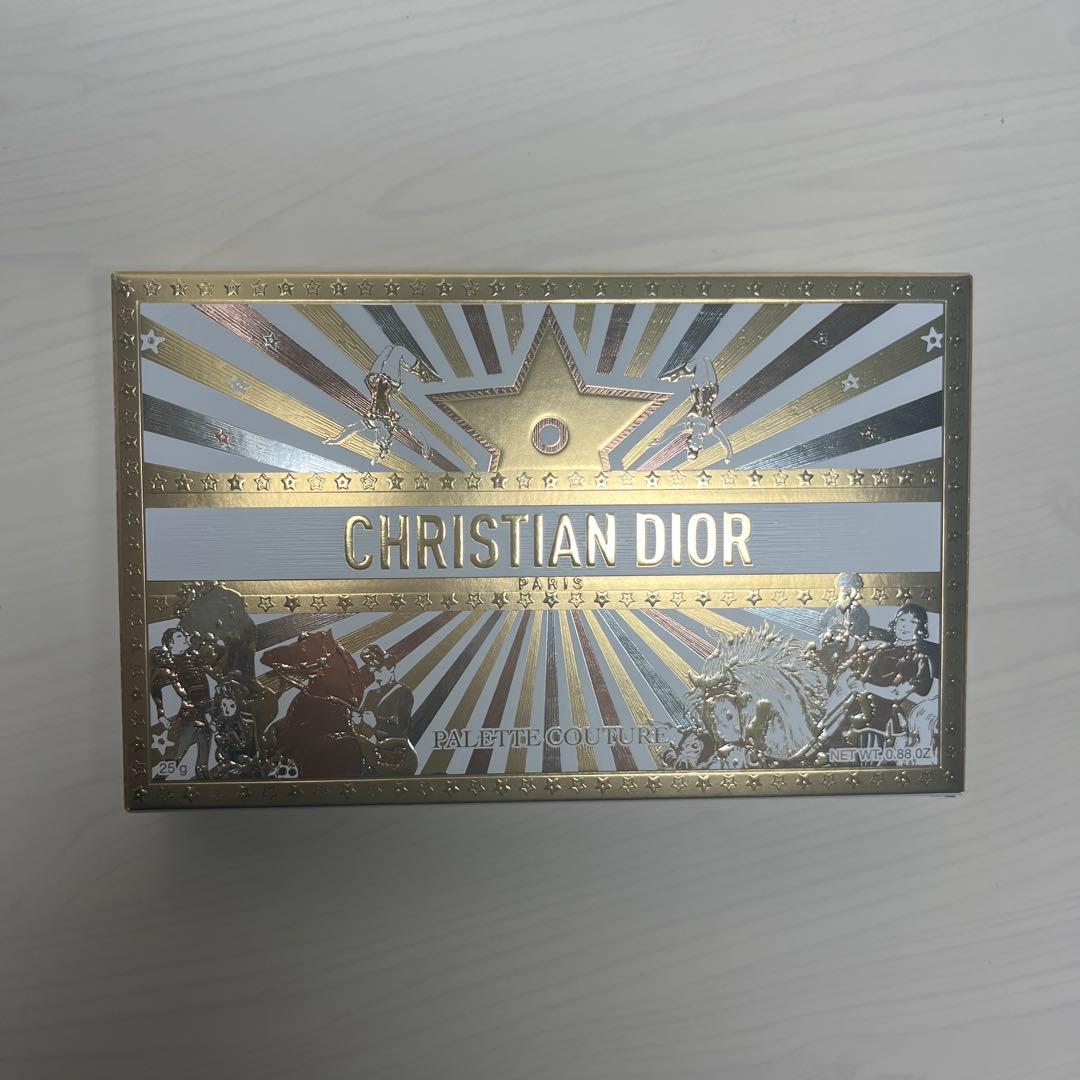 CHRISTIAN DIOR
PARIS
PALETTE COUTURE
25 g
NET WT. 0.88 OZ